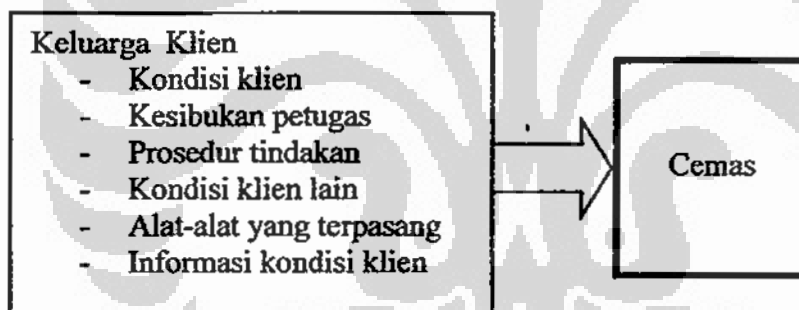 Keluarga Klien
- Kondisi klien
- Kesibukan petugas
- Prosedur tindakan
- Kondisi klien lain
- Alat-alat yang terpasang
- Informasi kondisi klien
Cemas